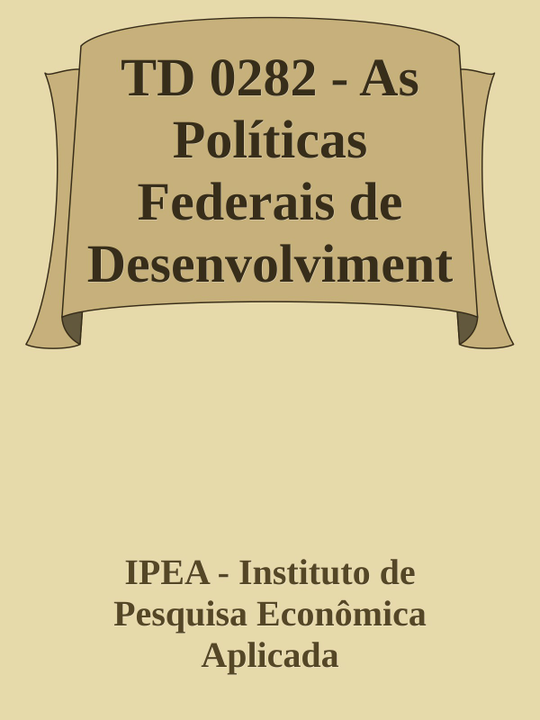 TD 0282 - As
Políticas
Federais de
Desenvolviment
IPEA - Instituto de
Pesquisa Econômica
Aplicada